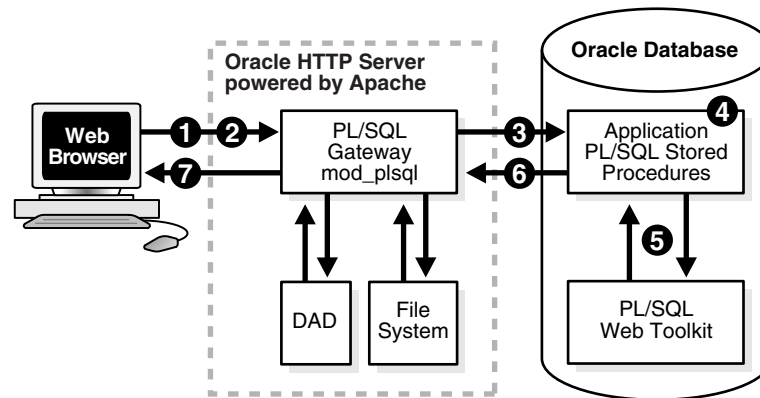 Oracle HTTP Server
powered by Apache
Oracle Database
Web
Browser
1
2
7
PL/SQL
Gateway
mod_plsql
3
6
4
Application
PL/SQL Stored
Procedures
5
DAD
File
System
PL/SQL
Web Toolkit